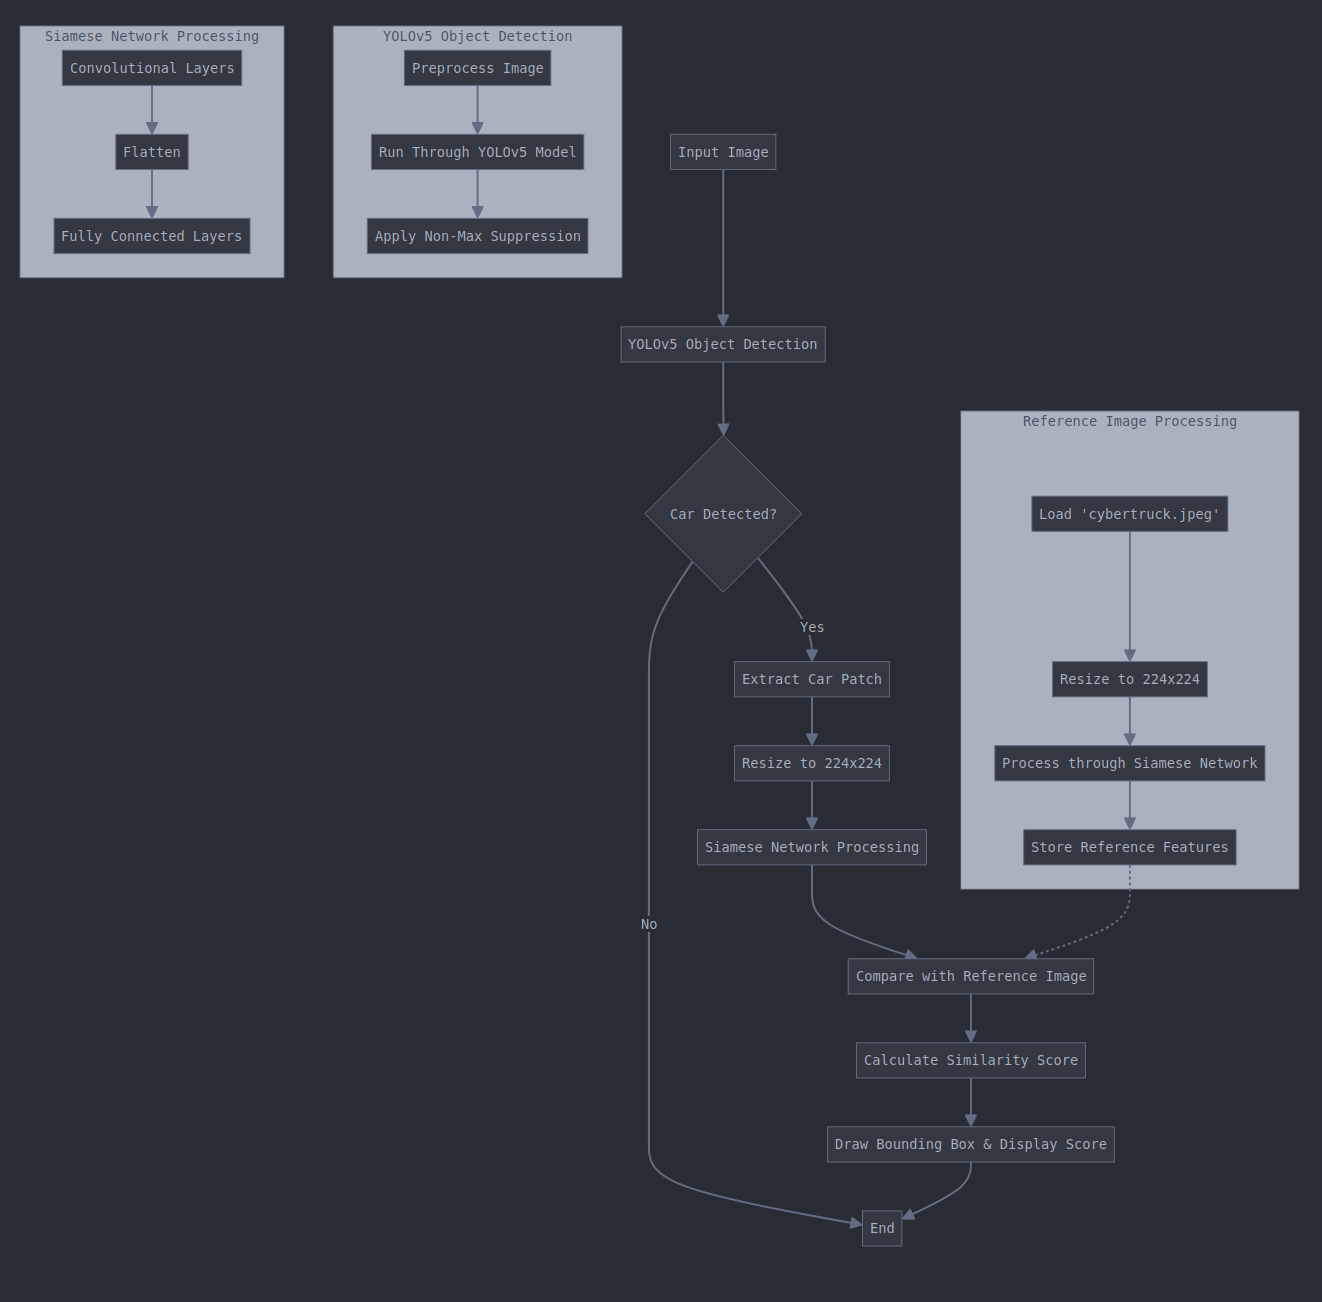 Siamese Network Processing
Convolutional Layers
Flatten
Fully Connected Layers
YOLOv5 Object Detection
Preprocess Image
Run Through YOLOv5 Model
Apply Non-Max Suppression
Input Image
YOLOv5 Object Detection
Car Detected?
Yes
No
Extract Car Patch
Resize to 224x224
Siamese Network Processing
Reference Image Processing
Load 'cybertruck.jpeg'
Resize to 224x224
Process through Siamese Network
Store Reference Features
Compare with Reference Image
Calculate Similarity Score
Draw Bounding Box & Display Score
End